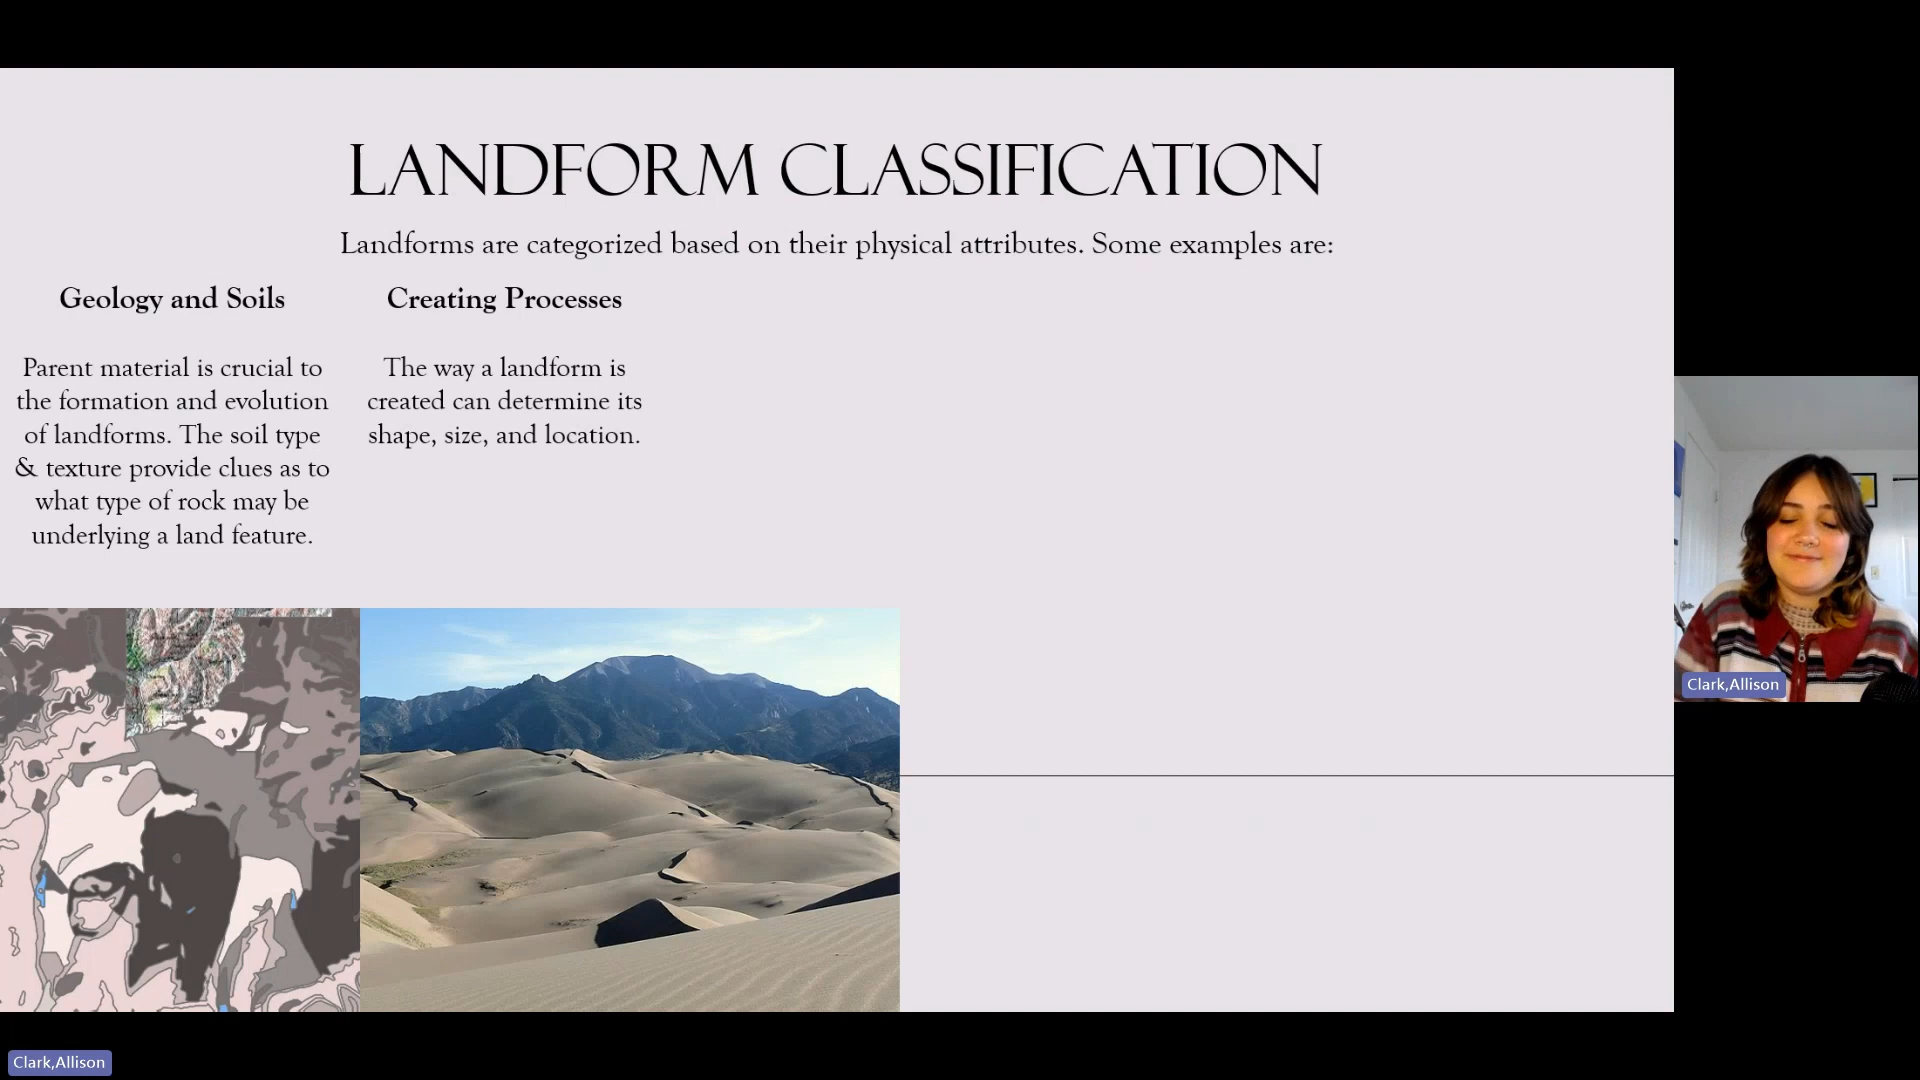 LANDFORM CLASSIFICATION
Landforms are categorized based on their physical attributes. Some examples are:
Geology and Soils
Parent material is crucial to
the formation and evolution
of landforms. The soil type
& texture provide clues as to
what type of rock may be
underlying a land feature.
Creating Processes
The way a landform is
created can determine its
shape, size, and location.
Clark,Allison
Clark,Allison